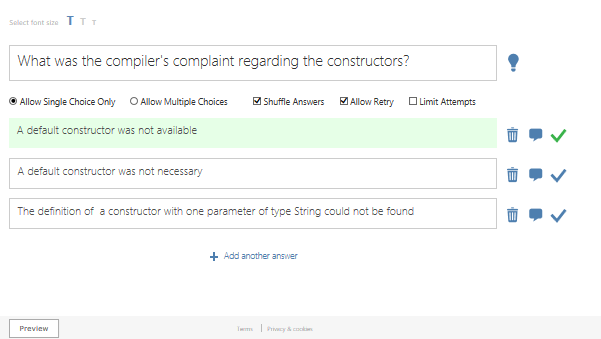 Select font size T T T
What was the compiler's complaint regarding the constructors?
Allow Single Choice Only Allow Multiple Choices Shuffle Answers Allow Retry Limit Attempts
A default constructor was not available
A default constructor was not necessary
The definition of a constructor with one parameter of type String could not be found
+ Add another answer
Preview Terms | Privacy & cookies